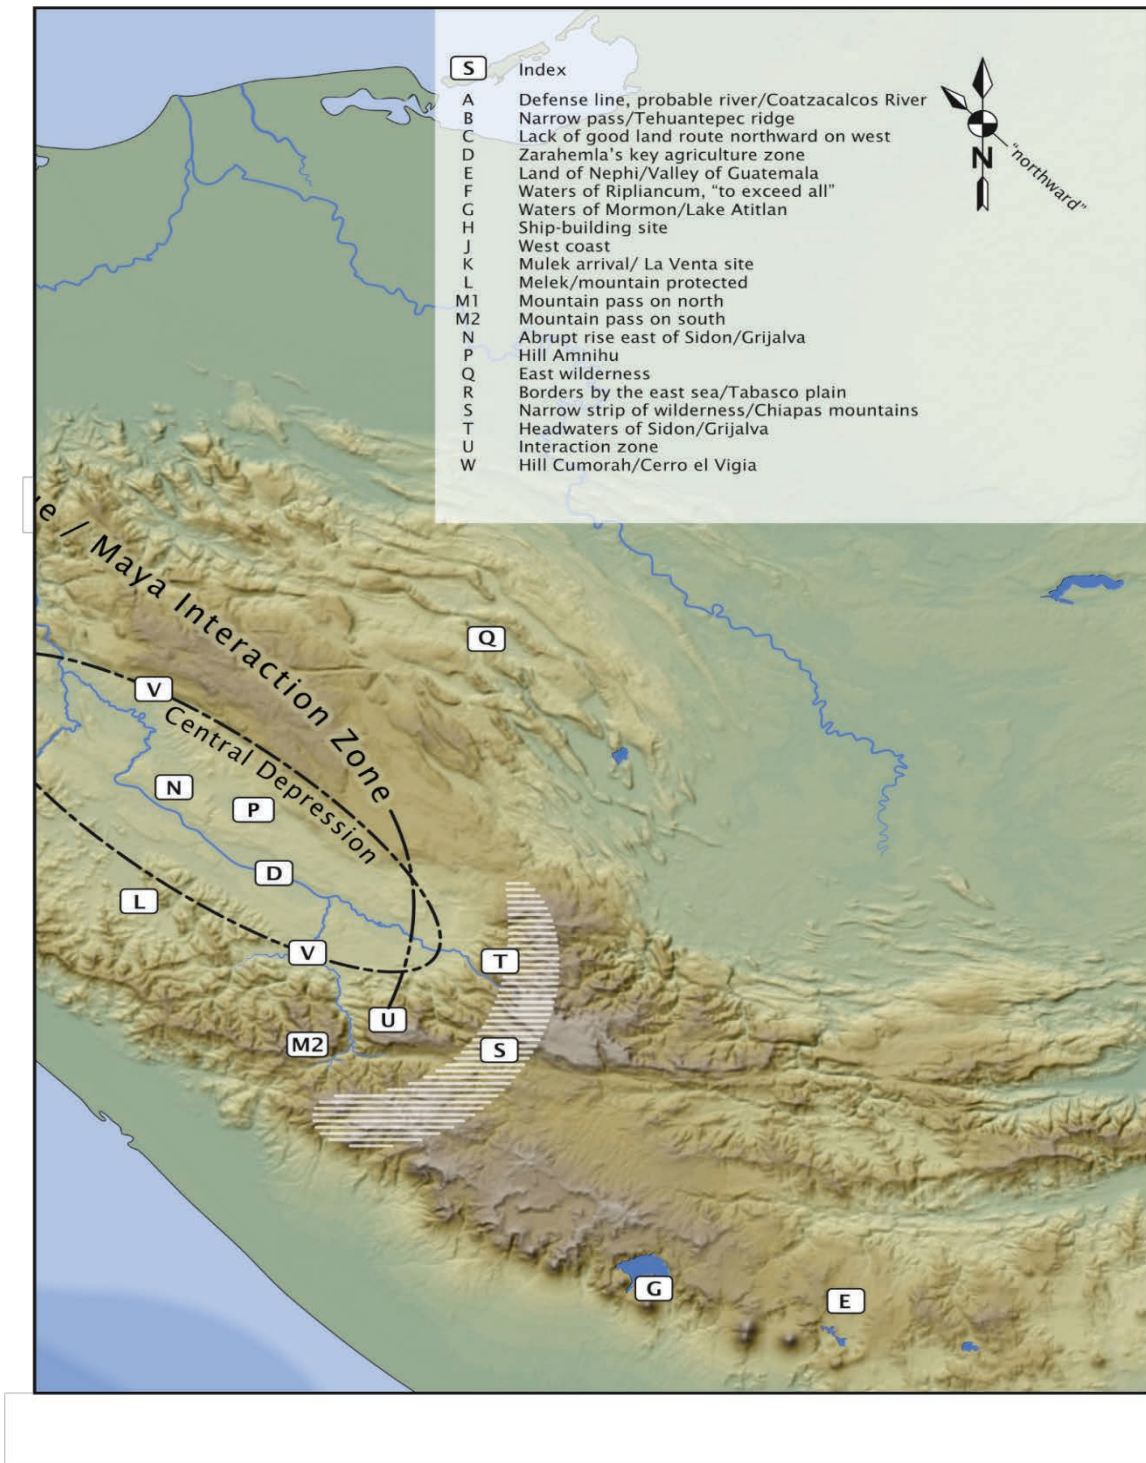 S Index
A Defense line, probable river/Coatzacalcos River
B Narrow pass/Tehuantepec ridge
C Lack of good land route northward on west
D Zarahemla's key agriculture zone
E Land of Nephi/Valley of Guatemala
F Waters of Ripliancum, "to exceed all"
G Waters of Mormon/Lake Atitlan
H Ship-building site
J West coast
K Mulek arrival/ La Venta site
L Melek/mountain protected
M1 Mountain pass on north
M2 Mountain pass on south
N Abrupt rise east of Sidon/Grijalva
P Hill Amnihu
Q East wilderness
R Borders by the east sea/Tabasco plain
S Narrow strip of wilderness/Chiapas mountains
T Headwaters of Sidon/Grijalva
U Interaction zone
W Hill Cumorah/Cerro el Vigia
N
"northward"
e / Maya Interaction Zone
Q
V
Central Depression
N
P
D
L
V
T
U
M2
S
G
E